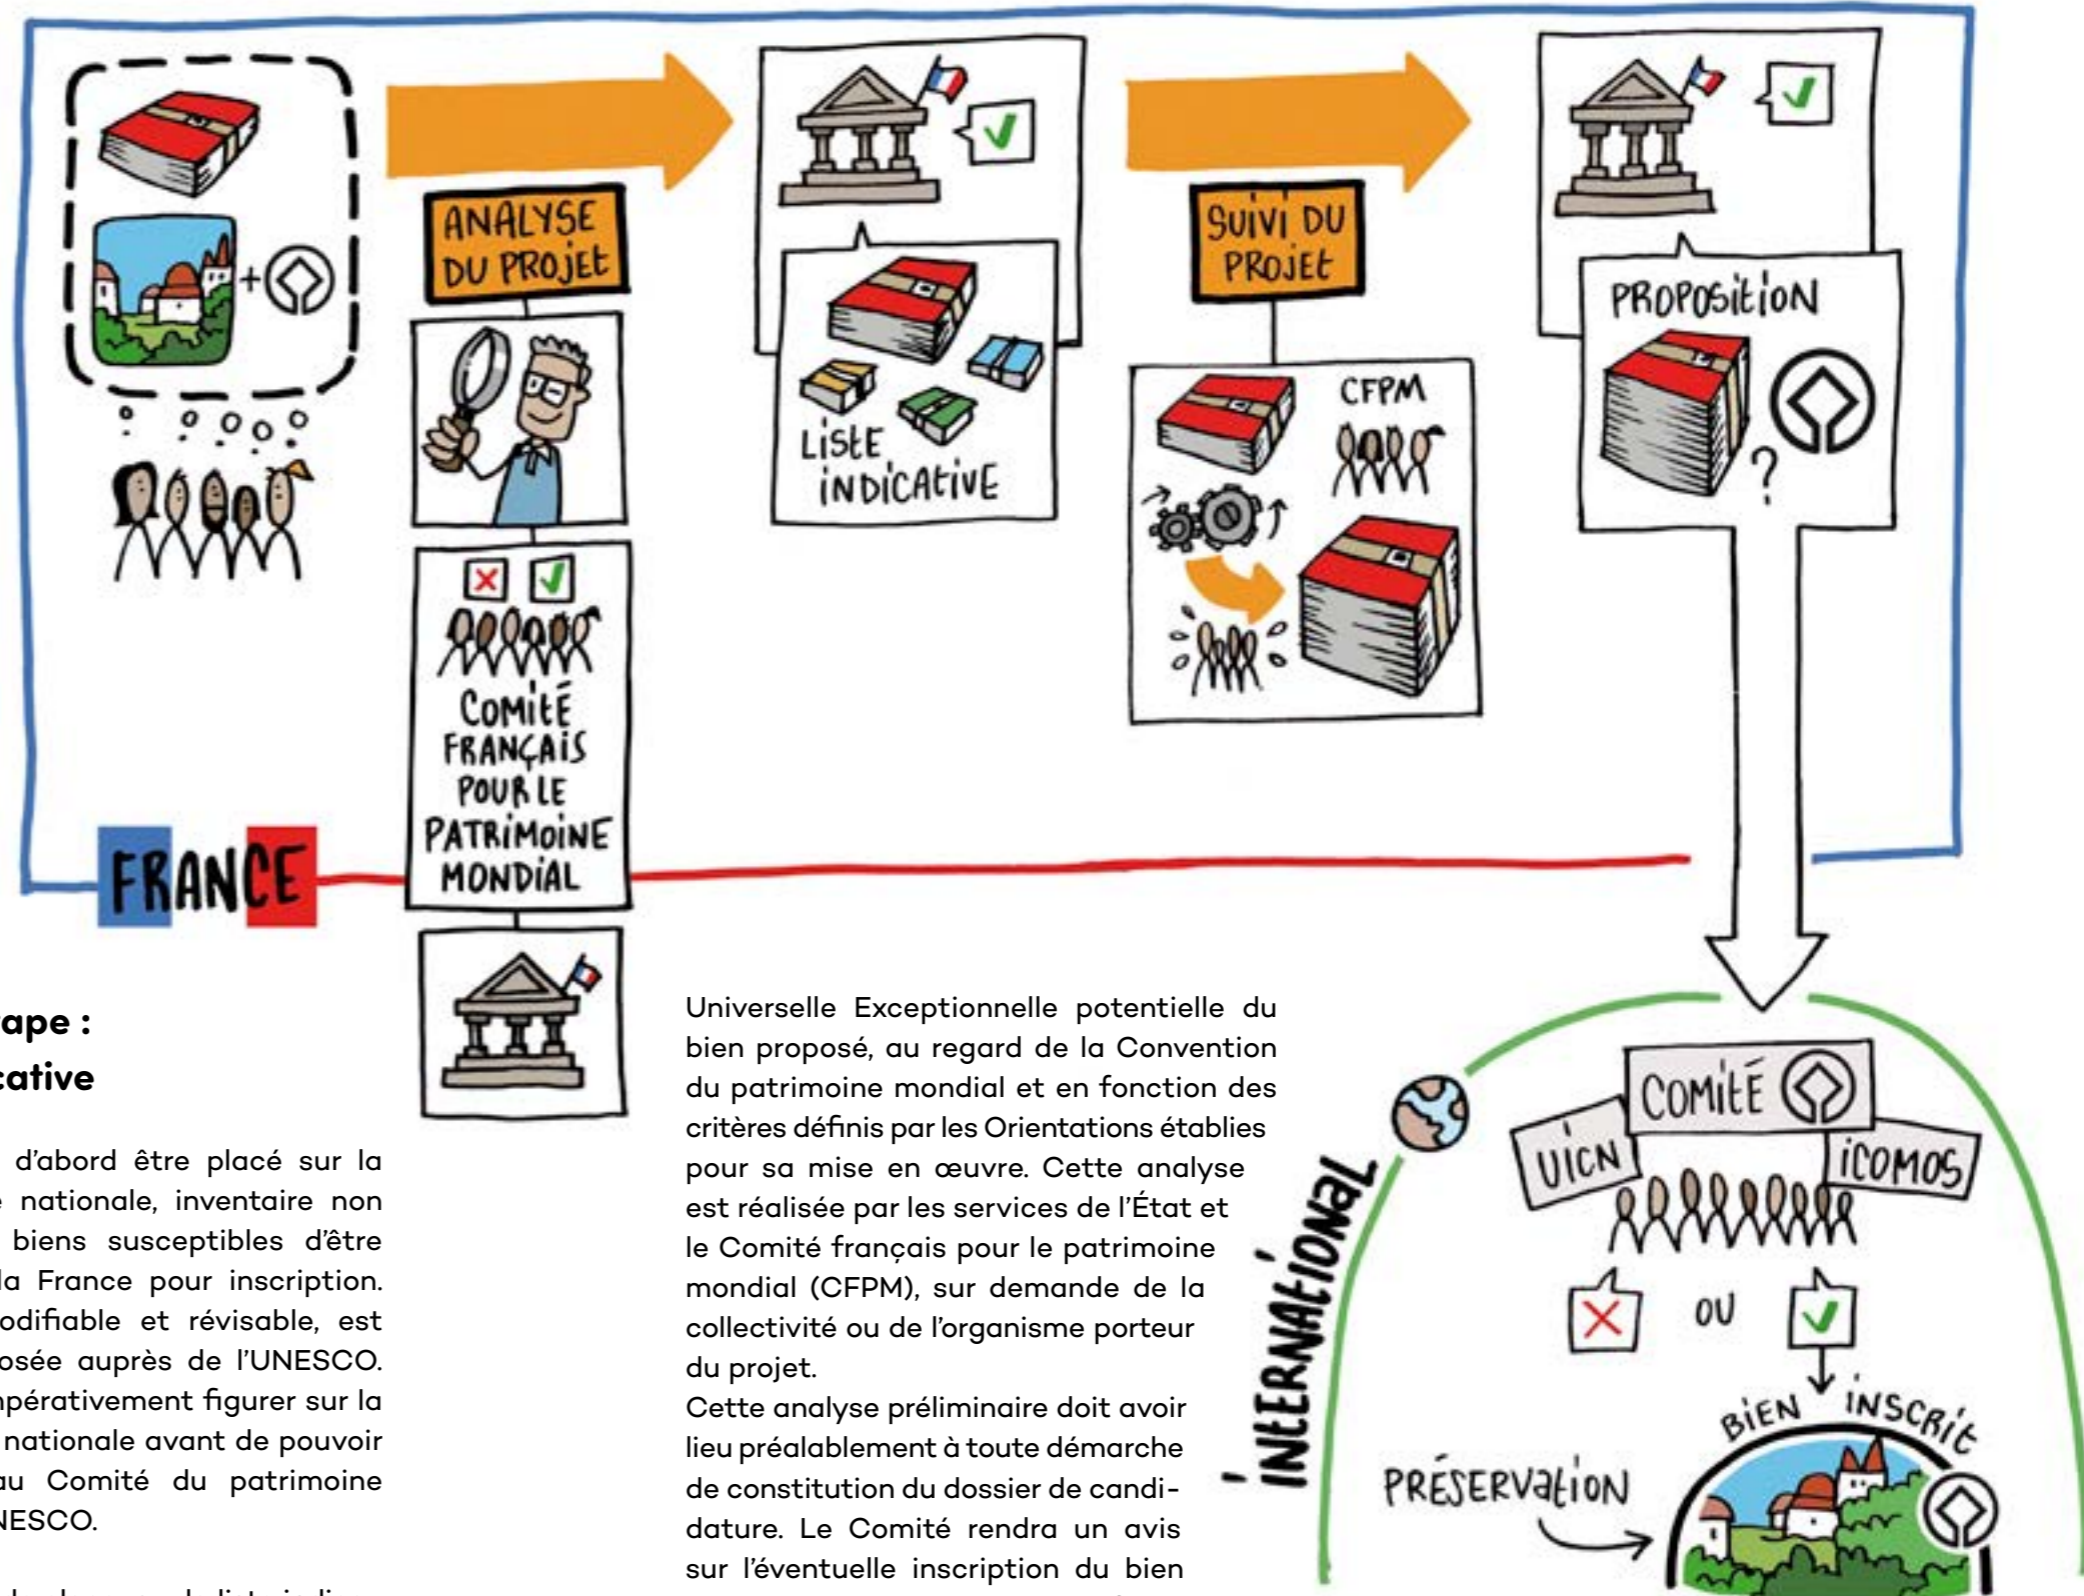 ANALYSE
DU PROJET
COMITÉ
FRANÇAIS
POUR LE
PATRIMOINE
MONDIAL
LISTE
INDICATIVE
SUIVI DU
PROJET
CFPM
PROPOSITION
?
FRANCE
ape :
cative
d'abord être placé sur la
nationale, inventaire non
biens susceptibles d'être
la France pour inscription.
odifiable et révisable, est
osée auprès de l'UNESCO.
pérativement figurer sur la
nationale avant de pouvoir
au Comité du patrimoine
NESCO.
Universelle Exceptionnelle potentielle du
bien proposé, au regard de la Convention
du patrimoine mondial et en fonction des
critères définis par les Orientations établies
pour sa mise en œuvre. Cette analyse
est réalisée par les services de l'État et
le Comité français pour le patrimoine
mondial (CFPM), sur demande de la
collectivité ou de l'organisme porteur
du projet.
Cette analyse préliminaire doit avoir
lieu préalablement à toute démarche
de constitution du dossier de candi-
dature. Le Comité rendra un avis
sur l'éventuelle inscription du bien
INTERNATIONAL
COMITÉ
UICN
ICOMOS
OU
BIEN INSCRIT
PRÉSERVATION